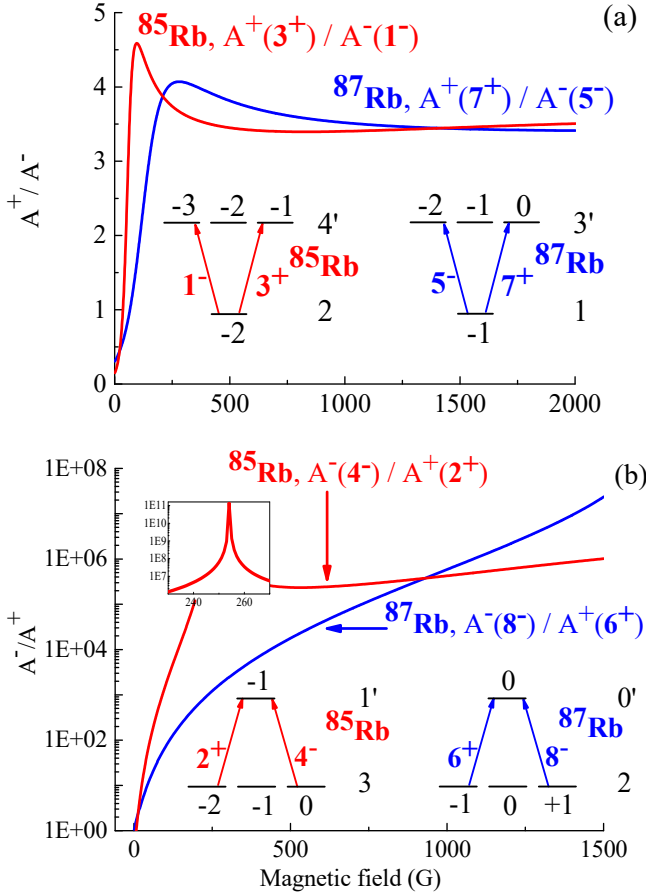 (a)
85Rb, A+(3+) / A-(1-)
87Rb, A+(7+) / A-(5-)
A+/ A-
5
4
3
2
1
0
-3 -2 -1 4'
1- 3+ 85Rb
-2 2
-2 -1 0 3'
5- 7+ 87Rb
-1 1
0 500 1000 1500 2000
(b)
85Rb, A-(4-) / A+(2+)
87Rb, A-(8-) / A+(6+)
A-/A+
1E+08
1E+06
1E+04
1E+02
1E+00
1E11
1E10
1E9
1E8
1E7
240 260
-1 1'
2+ 4- 85Rb
-2 -1 0 3
0 0'
6+ 8- 87Rb
-1 0 +1 2
0 500 1000 1500
Magnetic field (G)